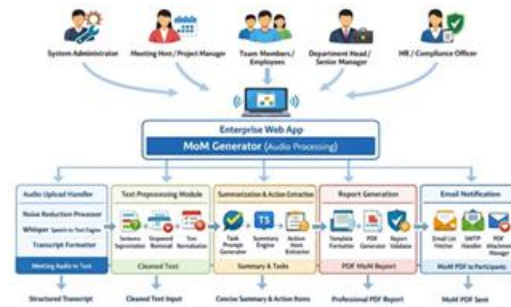 System Administrator
Meeting Host/Project Manager
Team Members /
Employees
Department Head /
Senior Manager
HR / Compliance Officer
Enterprise Web App
MoM Generator (Audio Processing)
Audio Upload Handler
Noise Reduction Processor
Whisper Speech-to-Text Engine
Transcript Formatter
Meeting Audio to Text
Structured Transcript
Text Preprocessing Module
Sentence
Segmentation
Stopword
Removal
Text
Normalization
Cleaned Text
Cleaned Text Input
Summarization & Action Extraction
Task
Prompt
Generator
TS
Summary
Engine
Action
Item
Extractor
Summary & Tasks
Concise Summary & Action Items
Report Generation
Template
Formatter
PDF
Generator
Report
Validator
PDF MoM Report
Professional PDF Report
Email Notification
Email List
Fetcher
SMTP
Handler
PDF
Attachment
Manager
MoM PDF to Participants
MoM PDF Sent